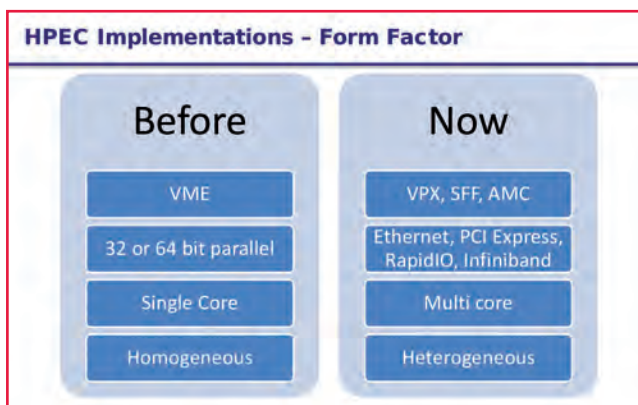 HPEC Implementations – Form Factor
Before
VME
32 or 64 bit parallel
Single Core
Homogeneous
Now
VPX, SFF, AMC
Ethernet, PCI Express,
RapidIO, Infiniband
Multi core
Heterogeneous